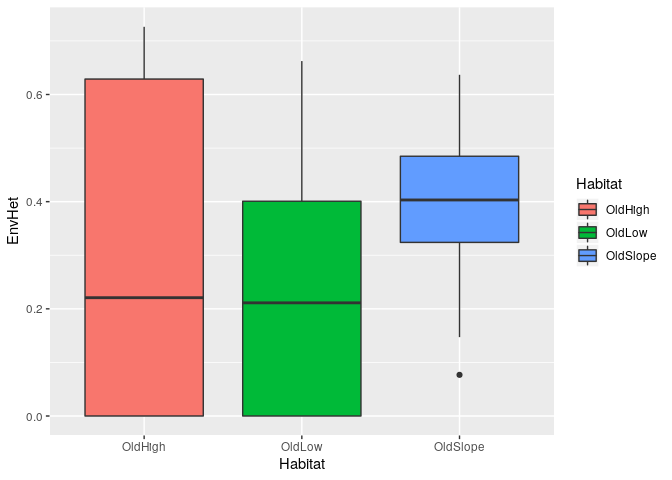 EnvHet
0.6
0.4
0.2
0.0
OldHigh
OldLow
OldSlope
Habitat
Habitat
OldHigh
OldLow
OldSlope